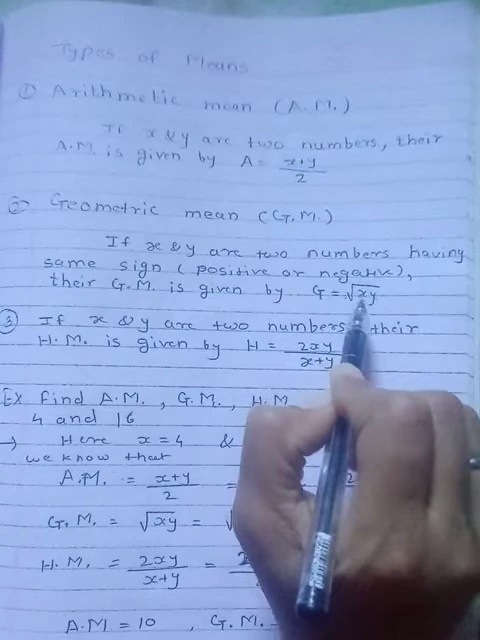 Types of Means
① Arithmetic mean (A.M.)
If x & y are two numbers, their
A.M. is given by A = x+y/2
② Geometric mean (G.M.)
If x & y are two numbers having
same sign (positive or negative),
their G.M. is given by G = √xy
③ If x & y are two numbers their
H.M. is given by H = 2xy/x+y
Ex Find A.M., G.M., H.M
4 and 16
→ Here x = 4 &
we know that
A.M. = x+y/2 = 2
G.M. = √xy = √
H.M. = 2xy/x+y = 2
A.M = 10 , G.M.